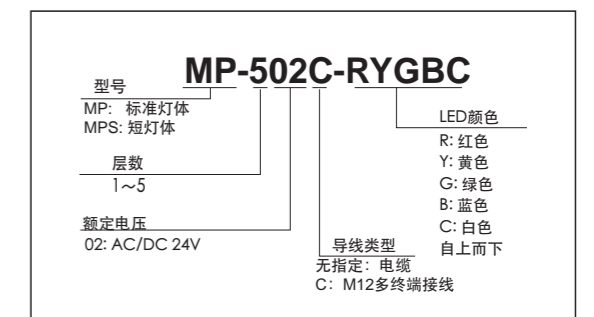 MP-502C-RYGBC
型号
MP: 标准灯体
MPS: 短灯体
层数
1～5
额定电压
02: AC/DC 24V
导线类型
无指定：电缆
C：M12多终端接线
LED颜色
R: 红色
Y: 黄色
G: 绿色
B: 蓝色
C: 白色
自上而下